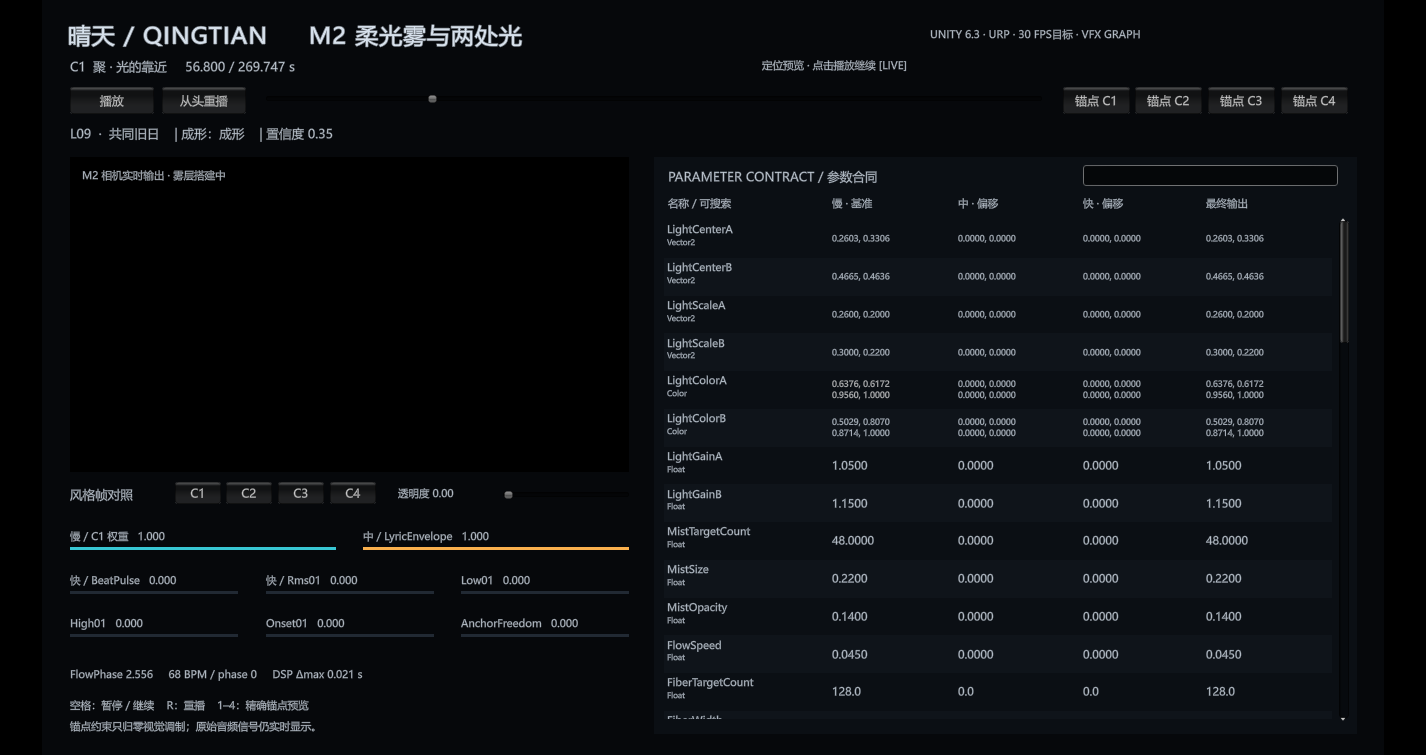 晴天 / QINGTIAN M2 柔光雾与两处光
UNITY 6.3 · URP · 30 FPS目标 · VFX GRAPH
C1 聚 · 光的靠近 56.800 / 269.747 s
定位预览 · 点击播放继续 [LIVE]
播放 从头重播
锚点 C1 锚点 C2 锚点 C3 锚点 C4
L09 · 共同旧日 | 成形：成形 | 置信度 0.35
M2 相机实时输出 · 雾层搭建中
风格帧对照 C1 C2 C3 C4 透明度 0.00
慢 / C1 权重 1.000 中 / LyricEnvelope 1.000
快 / BeatPulse 0.000 快 / Rms01 0.000 Low01 0.000
High01 0.000 Onset01 0.000 AnchorFreedom 0.000
FlowPhase 2.556 68 BPM / phase 0 DSP Δmax 0.021 s
空格：暂停 / 继续 R：重播 1–4：精确锚点预览
锚点约束只归零视觉调制；原始音频信号仍实时显示。
PARAMETER CONTRACT / 参数合同
名称 / 可搜索 慢 · 基准 中 · 偏移 快 · 偏移 最终输出
LightCenterA
Vector2 0.2603, 0.3306 0.0000, 0.0000 0.0000, 0.0000 0.2603, 0.3306
LightCenterB
Vector2 0.4665, 0.4636 0.0000, 0.0000 0.0000, 0.0000 0.4665, 0.4636
LightScaleA
Vector2 0.2600, 0.2000 0.0000, 0.0000 0.0000, 0.0000 0.2600, 0.2000
LightScaleB
Vector2 0.3000, 0.2200 0.0000, 0.0000 0.0000, 0.0000 0.3000, 0.2200
LightColorA 0.6376, 0.6172 0.0000, 0.0000 0.0000, 0.0000 0.6376, 0.6172
Color 0.9560, 1.0000 0.0000, 0.0000 0.0000, 0.0000 0.9560, 1.0000
LightColorB 0.5029, 0.8070 0.0000, 0.0000 0.0000, 0.0000 0.5029, 0.8070
Color 0.8714, 1.0000 0.0000, 0.0000 0.0000, 0.0000 0.8714, 1.0000
LightGainA
Float 1.0500 0.0000 0.0000 1.0500
LightGainB
Float 1.1500 0.0000 0.0000 1.1500
MistTargetCount
Float 48.0000 0.0000 0.0000 48.0000
MistSize
Float 0.2200 0.0000 0.0000 0.2200
MistOpacity
Float 0.1400 0.0000 0.0000 0.1400
FlowSpeed
Float 0.0450 0.0000 0.0000 0.0450
FiberTargetCount
Float 128.0 0.0 0.0 128.0
FiberWidth